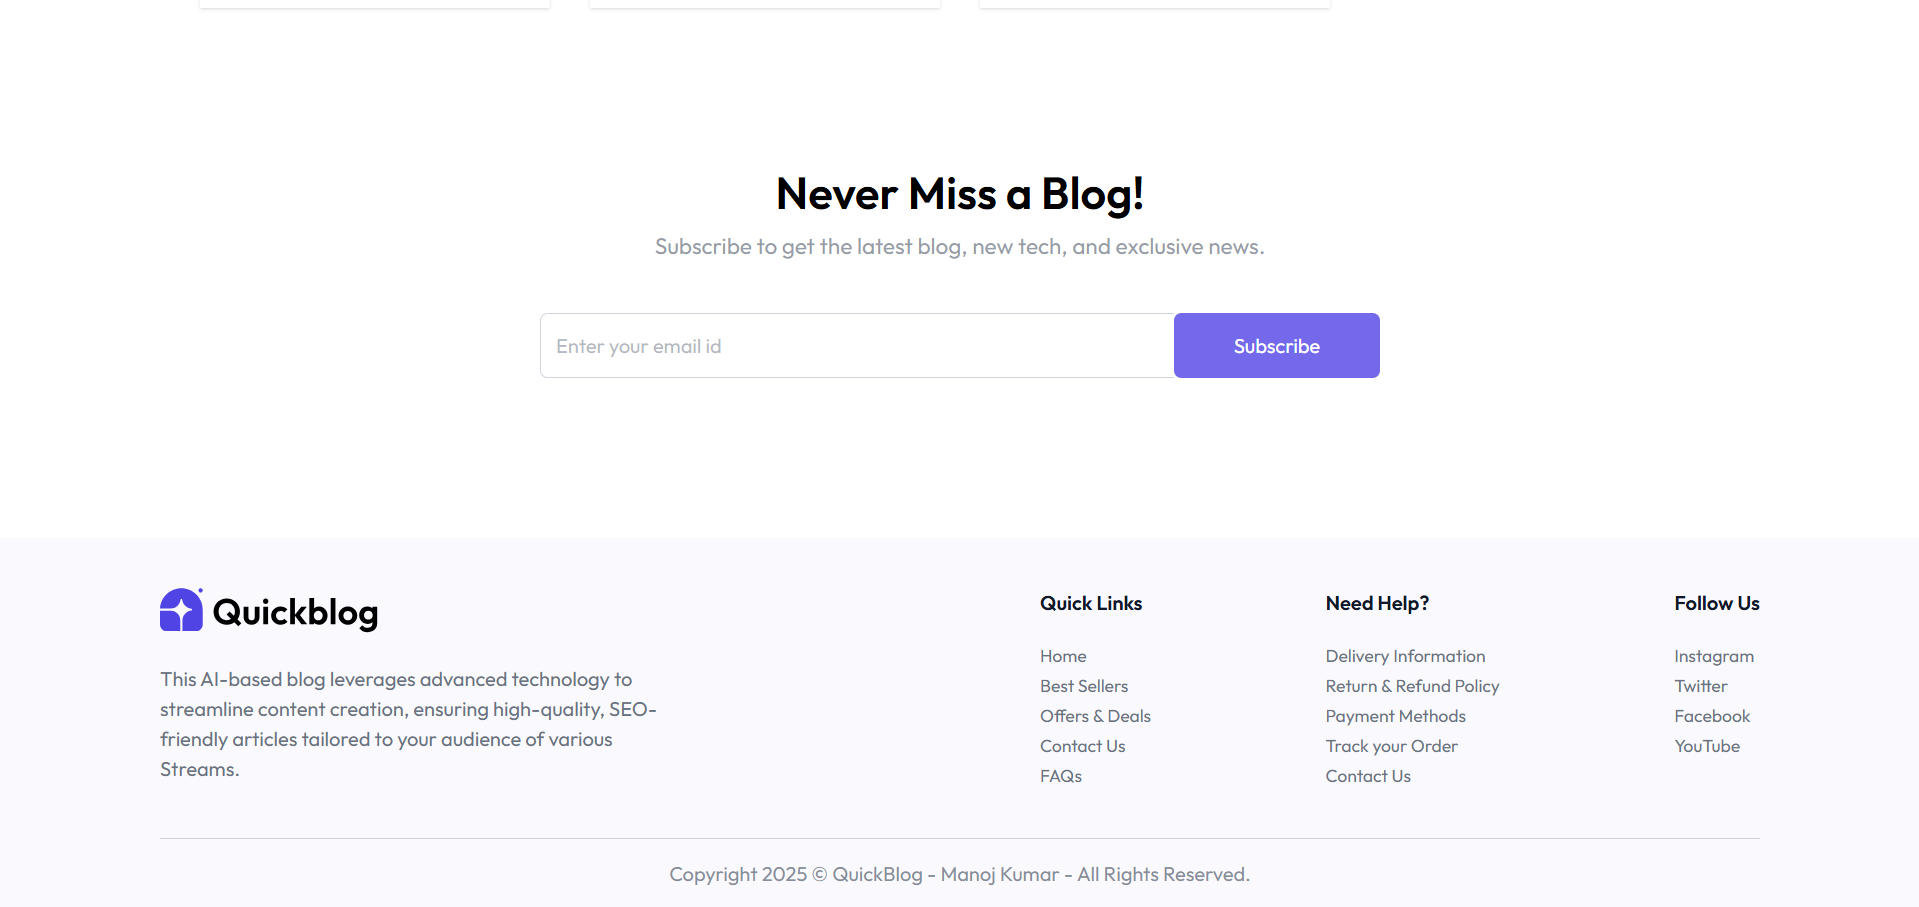 Never Miss a Blog!
Subscribe to get the latest blog, new tech, and exclusive news.
Enter your email id
Subscribe
Quickblog
This AI-based blog leverages advanced technology to
streamline content creation, ensuring high-quality, SEO-
friendly articles tailored to your audience of various
Streams.
Quick Links
Home
Best Sellers
Offers & Deals
Contact Us
FAQs
Need Help?
Delivery Information
Return & Refund Policy
Payment Methods
Track your Order
Contact Us
Follow Us
Instagram
Twitter
Facebook
YouTube
Copyright 2025 © QuickBlog - Manoj Kumar - All Rights Reserved.